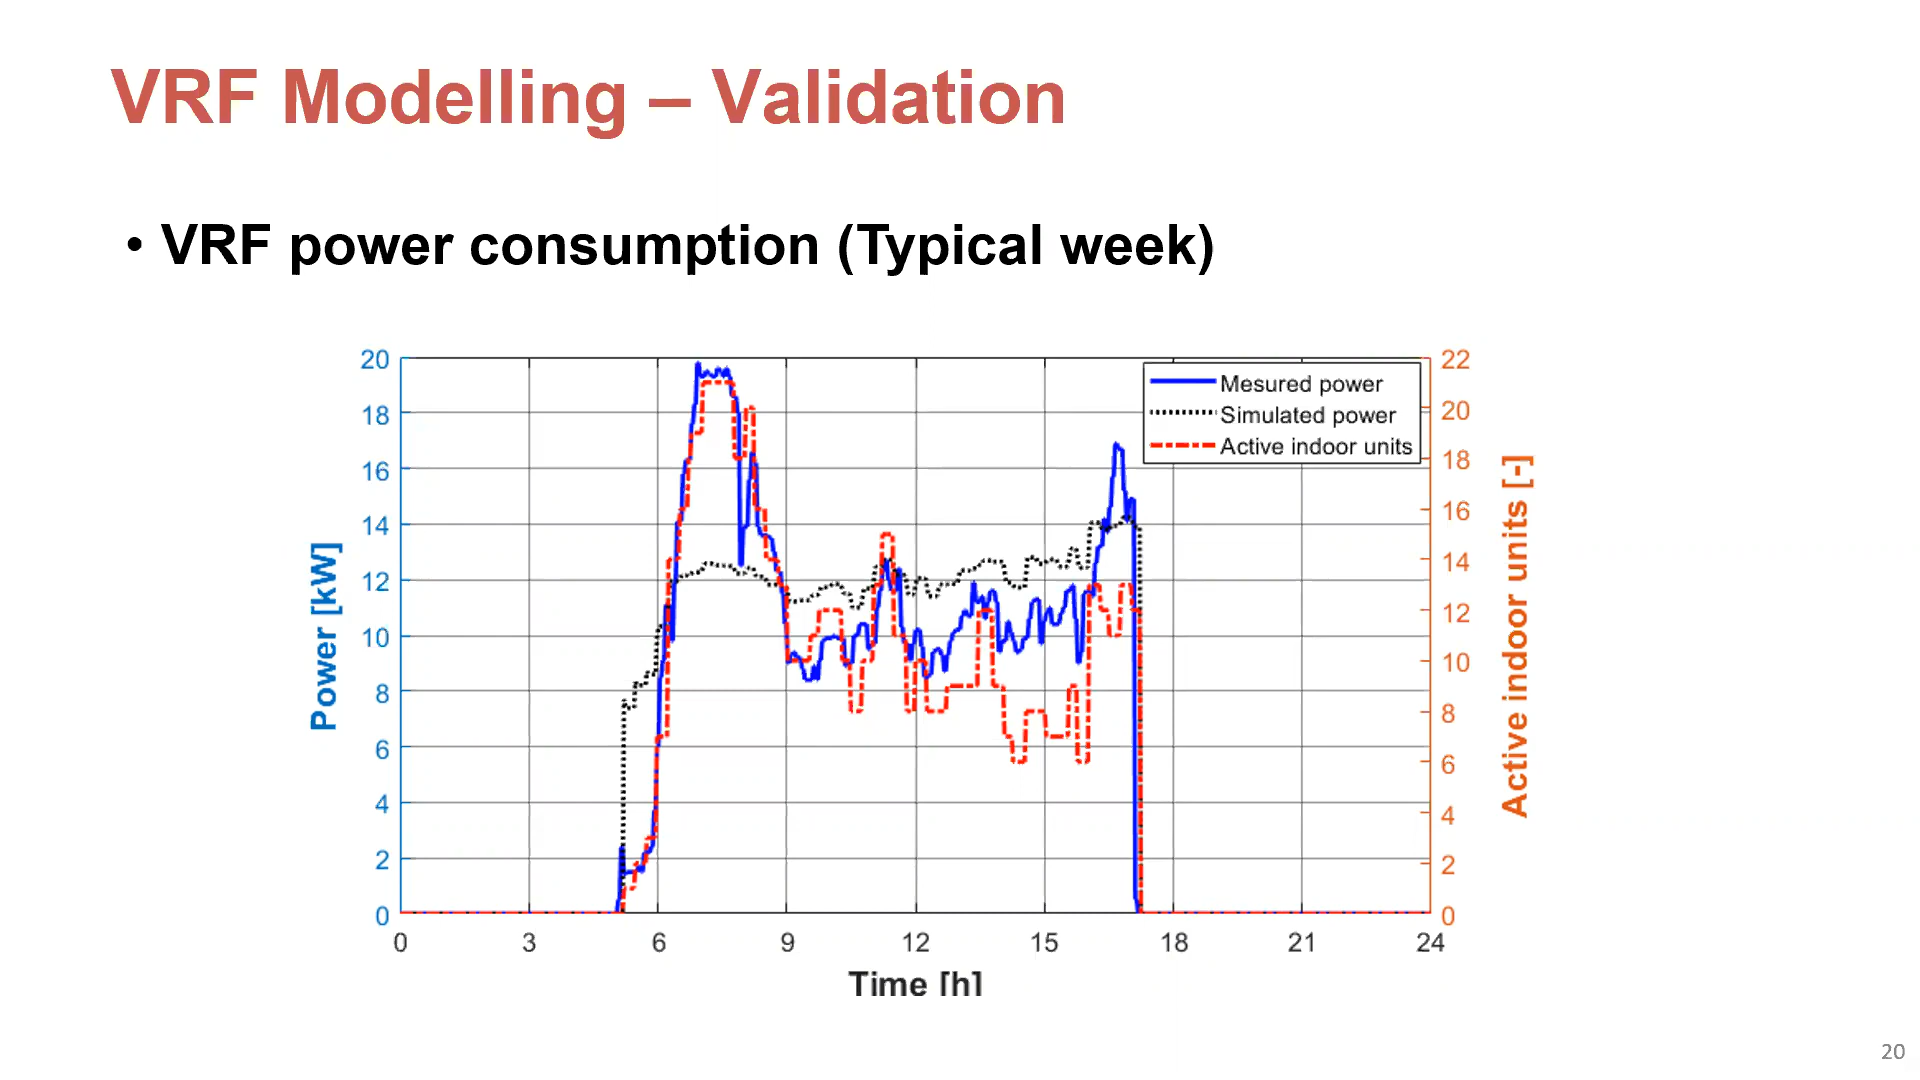 VRF Modelling – Validation
• VRF power consumption (Typical week)
Power [kW]
20
18
16
14
12
10
8
6
4
2
0
Mesured power
Simulated power
Active indoor units
22
20
18
16
14
12
10
8
6
4
2
0
Active indoor units [-]
0 3 6 9 12 15 18 21 24
Time [h]
20